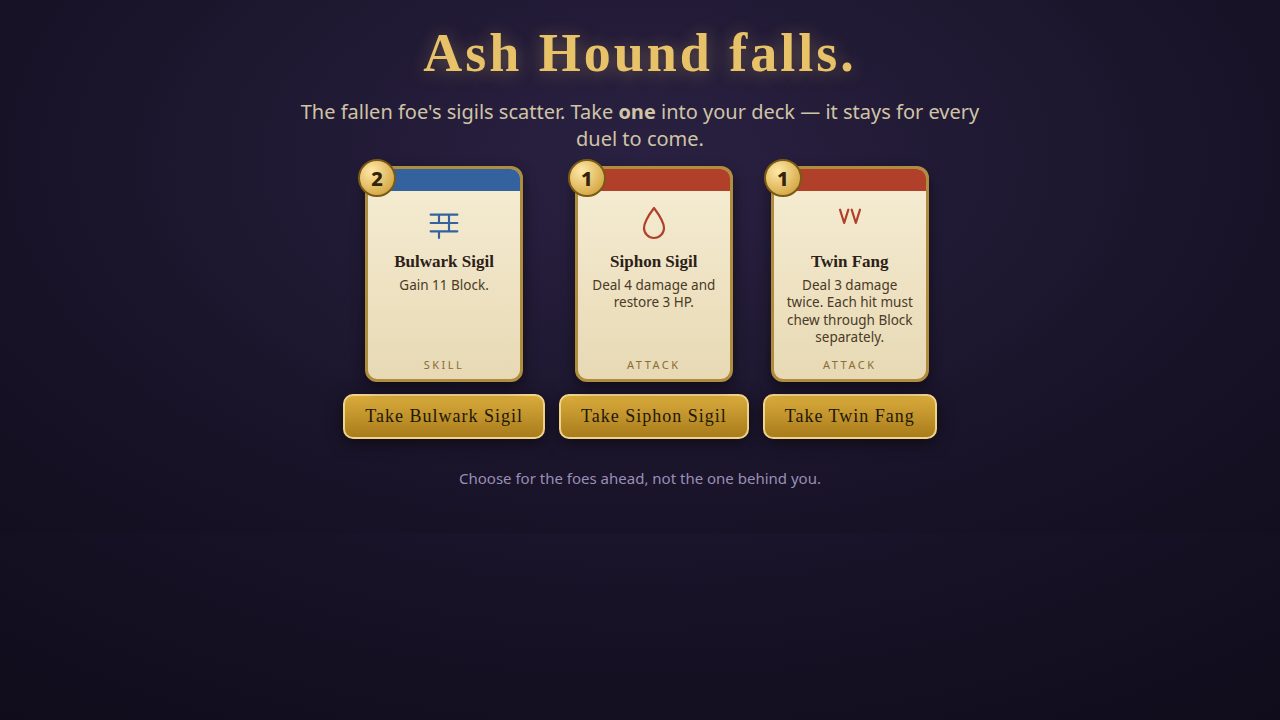 Ash Hound falls.
The fallen foe's sigils scatter. Take one into your deck — it stays for every
duel to come.
2
Bulwark Sigil
Gain 11 Block.
SKILL
Take Bulwark Sigil
1
Siphon Sigil
Deal 4 damage and
restore 3 HP.
ATTACK
Take Siphon Sigil
1
Twin Fang
Deal 3 damage
twice. Each hit must
chew through Block
separately.
ATTACK
Take Twin Fang
Choose for the foes ahead, not the one behind you.